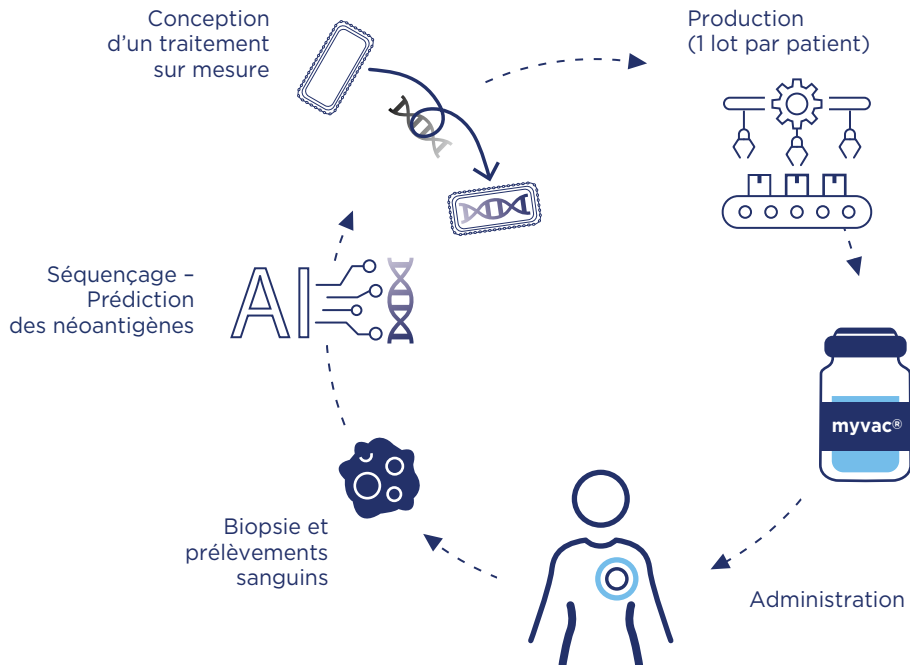 Conception
d'un traitement
sur mesure
Production
(1 lot par patient)
Séquençage –
Prédiction
des néoantigènes
AI
myvac®
Biopsie et
prélèvements
sanguins
Administration